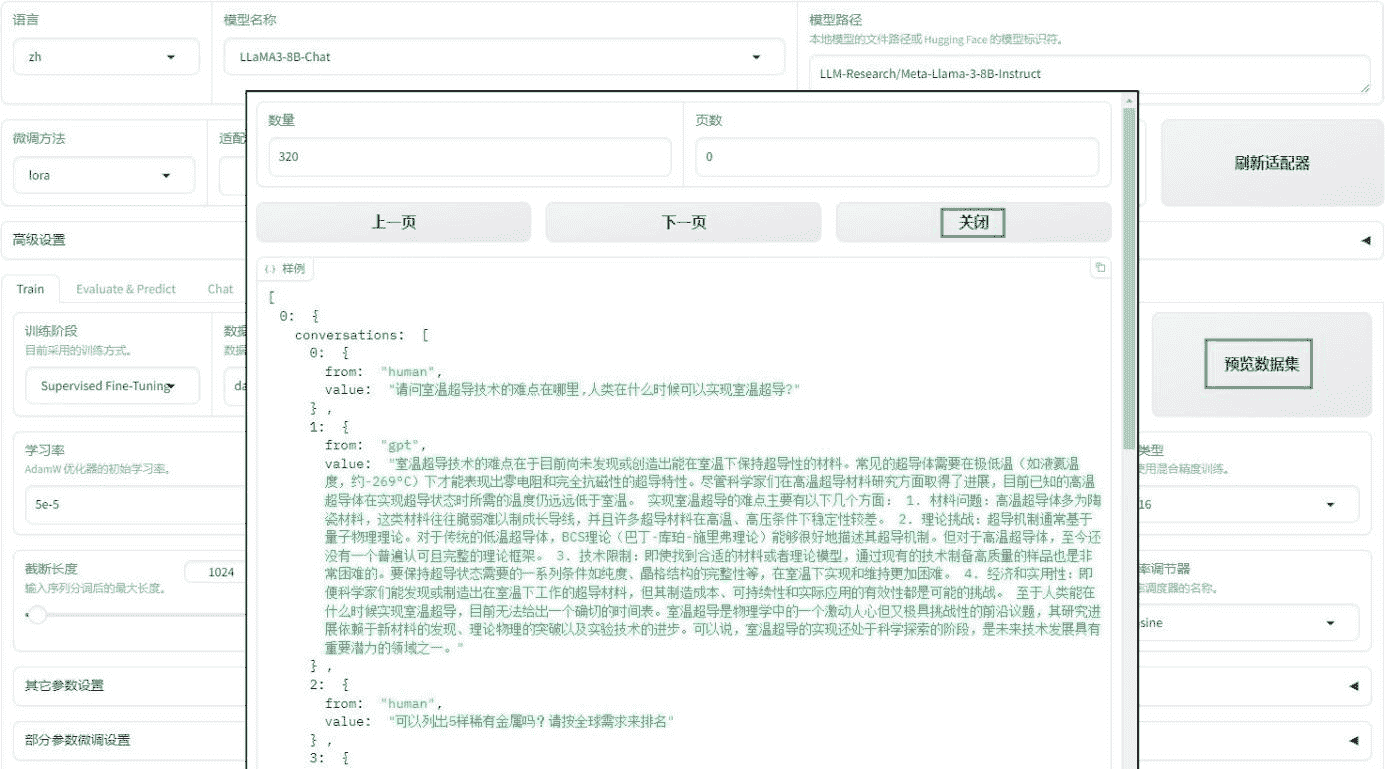 语言
模型名称
模型路径
本地模型的文件路径或 Hugging Face 的模型标识符。
zh
LLaMA3-8B-Chat
LLM-Research/Meta-Llama-3-8B-Instruct
微调方法
适配
lora
刷新适配器
高级设置
数量
页数
320
0
上一页
下一页
关闭
Train
Evaluate & Predict
Chat
训练阶段
目前采用的训练方式。
Supervised Fine-Tuning
数据
数据
da
预览数据集
学习率
AdamW 优化器的初始学习率。
5e-5
类型
使用混合精度训练。
16
截断长度
输入序列分词后的最大长度。
1024
率调节器
率调度器的名称。
sine
其它参数设置
部分参数微调设置
{} 样例
[
0: {
conversations: [
0: {
from: "human",
value: "请问室温超导技术的难点在哪里,人类在什么时候可以实现室温超导?"
} ,
1: {
from: "gpt",
value: "室温超导技术的难点在于目前尚未发现或创造出能在室温下保持超导性的材料。常见的超导体需要在极低温（如液氦温
度，约-269°C）下才能表现出零电阻和完全抗磁性的超导特性。尽管科学家们在高温超导材料研究方面取得了进展，目前已知的高温
超导体在实现超导状态时所需的温度仍远远低于室温。 实现室温超导的难点主要有以下几个方面： 1. 材料问题：高温超导体多为陶
瓷材料，这类材料往往脆弱难以制成长导线，并且许多超导材料在高温、高压条件下稳定性较差。 2. 理论挑战：超导机制通常基于
量子物理理论。对于传统的低温超导体，BCS理论（巴丁-库珀-施里弗理论）能够很好地描述其超导机制。但对于高温超导体，至今还
没有一个普遍认可且完整的理论框架。 3. 技术限制：即使找到合适的材料或者理论模型，通过现有的技术制备高质量的样品也是非
常困难的。要保持超导状态需要的一系列条件如纯度、晶格结构的完整性等，在室温下实现和维持更加困难。 4. 经济和实用性：即
便科学家们能发现或制造出在室温下工作的超导材料，但其制造成本、可持续性和实际应用的有效性都是可能的挑战。 至于人类能在
什么时候实现室温超导，目前无法给出一个确切的时间表。室温超导是物理学中的一个激动人心但又极具挑战性的前沿议题，其研究进
展依赖于新材料的发现、理论物理的突破以及实验技术的进步。可以说，室温超导的实现还处于科学探索的阶段，是未来技术发展具有
重要潜力的领域之一。"
} ,
2: {
from: "human",
value: "可以列出5样稀有金属吗？请按全球需求来排名"
} ,
3: {